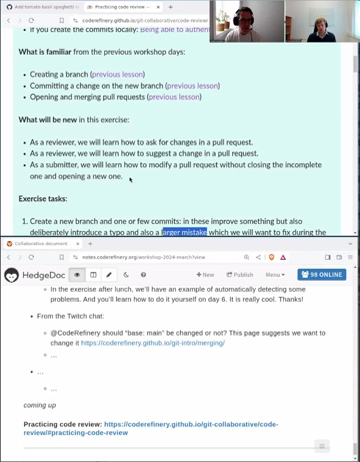 Add tomato basil spaghetti
Practicing code review —
coderefinery.github.io/git-collaborative/code-review/
If you create the commits locally: Being able to authen
What is familiar from the previous workshop days:
Creating a branch (previous lesson)
Committing a change on the new branch (previous lesson)
Opening and merging pull requests (previous lesson)
What will be new in this exercise:
As a reviewer, we will learn how to ask for changes in a pull request.
As a reviewer, we will learn how to suggest a change in a pull request.
As a submitter, we will learn how to modify a pull request without closing the incomplete
one and opening a new one.
Exercise tasks:
1. Create a new branch and one or few commits: in these improve something but also
deliberately introduce a typo and also a larger mistake which we will want to fix during the
Collaborative document
notes.coderefinery.org/workshop-2024-march?view
HedgeDoc
New
Publish
Menu
98 ONLINE
In the exercise after lunch, we'll have an example of automatically detecting some
problems. And you'll learn how to do it yourself on day 6. It is really cool. Thanks!
From the Twitch chat:
@CodeRefinery should "base: main" be changed or not? This page suggests we want to
change it https://coderefinery.github.io/git-intro/merging/
...
...
...
coming up
Practicing code review: https://coderefinery.github.io/git-collaborative/code-
review/#practicing-code-review